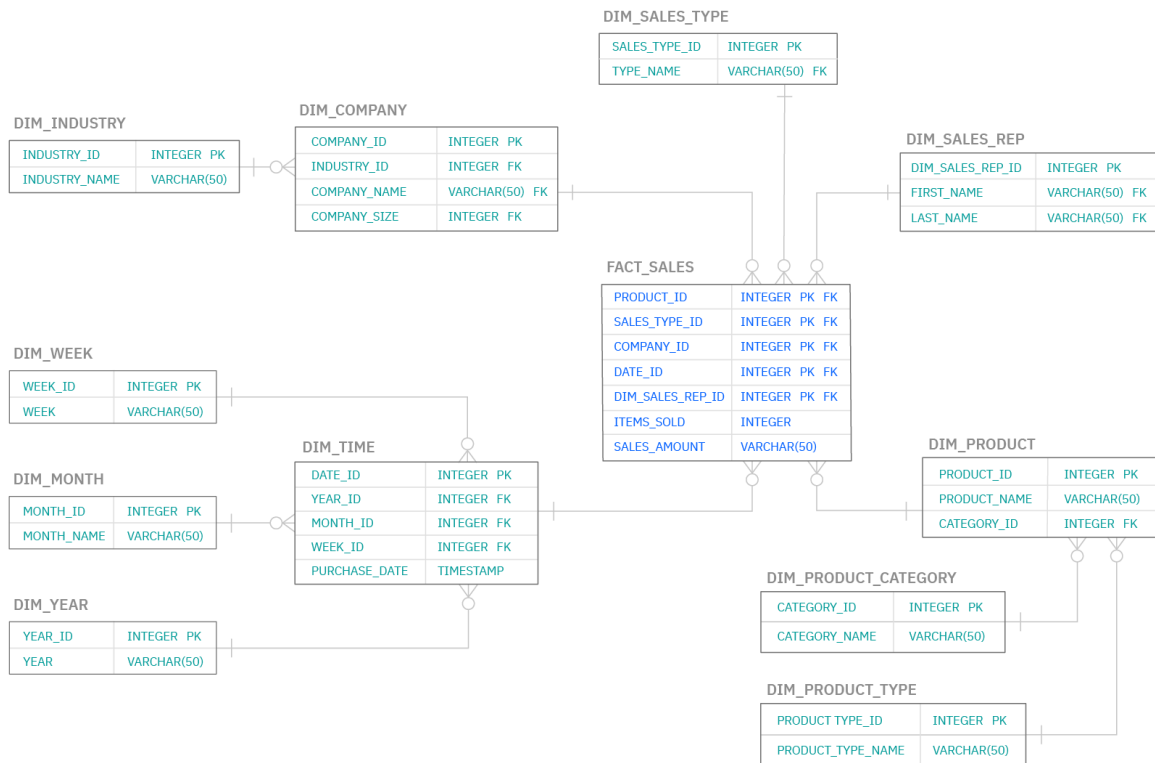 DIM_SALES_TYPE
SALES_TYPE_ID INTEGER PK
TYPE_NAME VARCHAR(50) FK
DIM_COMPANY
COMPANY_ID INTEGER PK
INDUSTRY_ID INTEGER FK
COMPANY_NAME VARCHAR(50) FK
COMPANY_SIZE INTEGER FK
DIM_INDUSTRY
INDUSTRY_ID INTEGER PK
INDUSTRY_NAME VARCHAR(50)
DIM_SALES_REP
DIM_SALES_REP_ID INTEGER PK
FIRST_NAME VARCHAR(50) FK
LAST_NAME VARCHAR(50) FK
FACT_SALES
PRODUCT_ID INTEGER PK FK
SALES_TYPE_ID INTEGER PK FK
COMPANY_ID INTEGER PK FK
DATE_ID INTEGER PK FK
DIM_SALES_REP_ID INTEGER PK FK
ITEMS_SOLD INTEGER
SALES_AMOUNT VARCHAR(50)
DIM_WEEK
WEEK_ID INTEGER PK
WEEK VARCHAR(50)
DIM_TIME
DATE_ID INTEGER PK
YEAR_ID INTEGER FK
MONTH_ID INTEGER FK
WEEK_ID INTEGER FK
PURCHASE_DATE TIMESTAMP
DIM_MONTH
MONTH_ID INTEGER PK
MONTH_NAME VARCHAR(50)
DIM_YEAR
YEAR_ID INTEGER PK
YEAR VARCHAR(50)
DIM_PRODUCT
PRODUCT_ID INTEGER PK
PRODUCT_NAME VARCHAR(50)
CATEGORY_ID INTEGER FK
DIM_PRODUCT_CATEGORY
CATEGORY_ID INTEGER PK
CATEGORY_NAME VARCHAR(50)
DIM_PRODUCT_TYPE
PRODUCT TYPE_ID INTEGER PK
PRODUCT_TYPE_NAME VARCHAR(50)